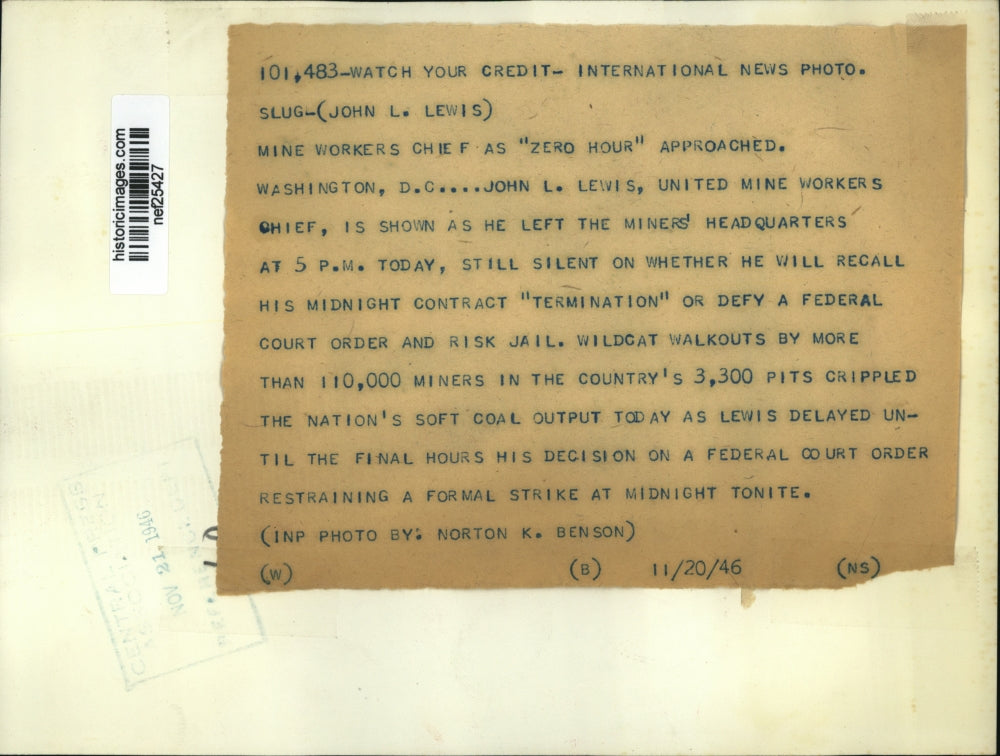 101,483-WATCH YOUR CREDIT- INTERNATIONAL NEWS PHOTO.
SLUG-(JOHN L. LEWIS)
MINE WORKERS CHIEF AS "ZERO HOUR" APPROACHED.
WASHINGTON, D.C....JOHN L. LEWIS, UNITED MINE WORKERS
CHIEF, IS SHOWN AS HE LEFT THE MINERS' HEADQUARTERS
AT 5 P.M. TODAY, STILL SILENT ON WHETHER HE WILL RECALL
HIS MIDNIGHT CONTRACT "TERMINATION" OR DEFY A FEDERAL
COURT ORDER AND RISK JAIL. WILDCAT WALKOUTS BY MORE
THAN 110,000 MINERS IN THE COUNTRY'S 3,300 PITS CRIPPLED
THE NATION'S SOFT COAL OUTPUT TODAY AS LEWIS DELAYED UN-
TIL THE FINAL HOURS HIS DECISION ON A FEDERAL COURT ORDER
RESTRAINING A FORMAL STRIKE AT MIDNIGHT TONITE.
(INP PHOTO BY: NORTON K. BENSON)
(W) (B) 11/20/46 (NS)
historicimages.com
nef25427
CENTRAL PRESS
NOV 21 1946